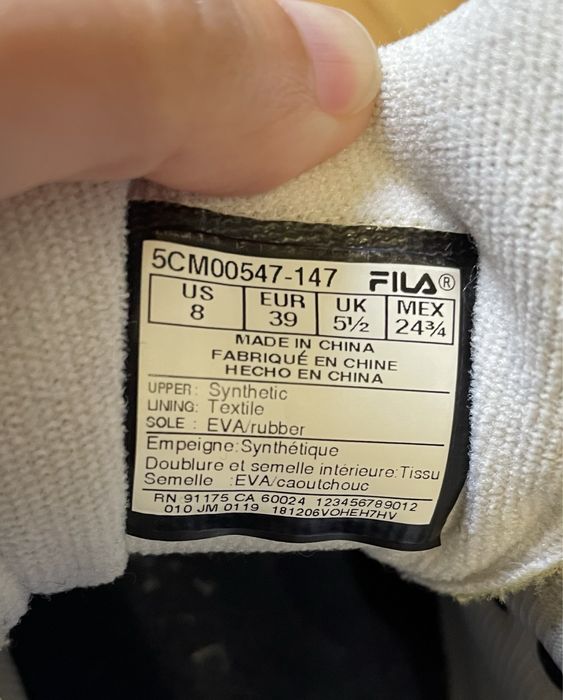 5CM00547-147 FILA®
US EUR UK MEX
8 39 5½ 24¾
MADE IN CHINA
FABRIQUÉ EN CHINE
HECHO EN CHINA
UPPER: Synthetic
LINING: Textile
SOLE : EVA/rubber
Empeigne:Synthétique
Doublure et semelle intérieure:Tissu
Semelle :EVA/caoutchouc
RN 91175 CA 60024 123456789012
010 JM 0119 181206VOHEH7HV